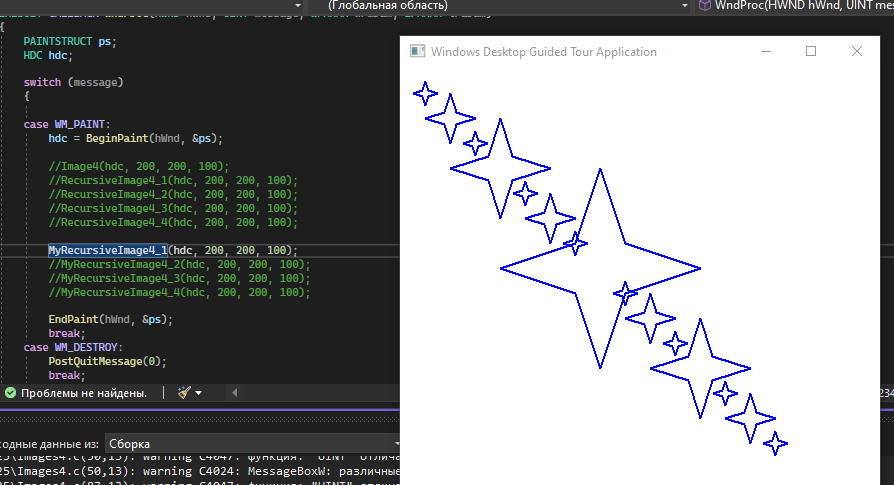 (Глобальная область)
WndProc(HWND hWnd, UINT mes
{
PAINTSTRUCT ps;
HDC hdc;
switch (message)
{
case WM_PAINT:
hdc = BeginPaint(hWnd, &ps);
//Image4(hdc, 200, 200, 100);
//RecursiveImage4_1(hdc, 200, 200, 100);
//RecursiveImage4_2(hdc, 200, 200, 100);
//RecursiveImage4_3(hdc, 200, 200, 100);
//RecursiveImage4_4(hdc, 200, 200, 100);
MyRecursiveImage4_1(hdc, 200, 200, 100);
//MyRecursiveImage4_2(hdc, 200, 200, 100);
//MyRecursiveImage4_3(hdc, 200, 200, 100);
//MyRecursiveImage4_4(hdc, 200, 200, 100);
EndPaint(hWnd, &ps);
break;
case WM_DESTROY:
PostQuitMessage(0);
break;
Windows Desktop Guided Tour Application
Проблемы не найдены.
234
ходные данные из: Сборка
25\Images4.c(50,13): warning C4047: функция: "UINT" отлича
25\Images4.c(50,13): warning C4024: MessageBoxW: различные